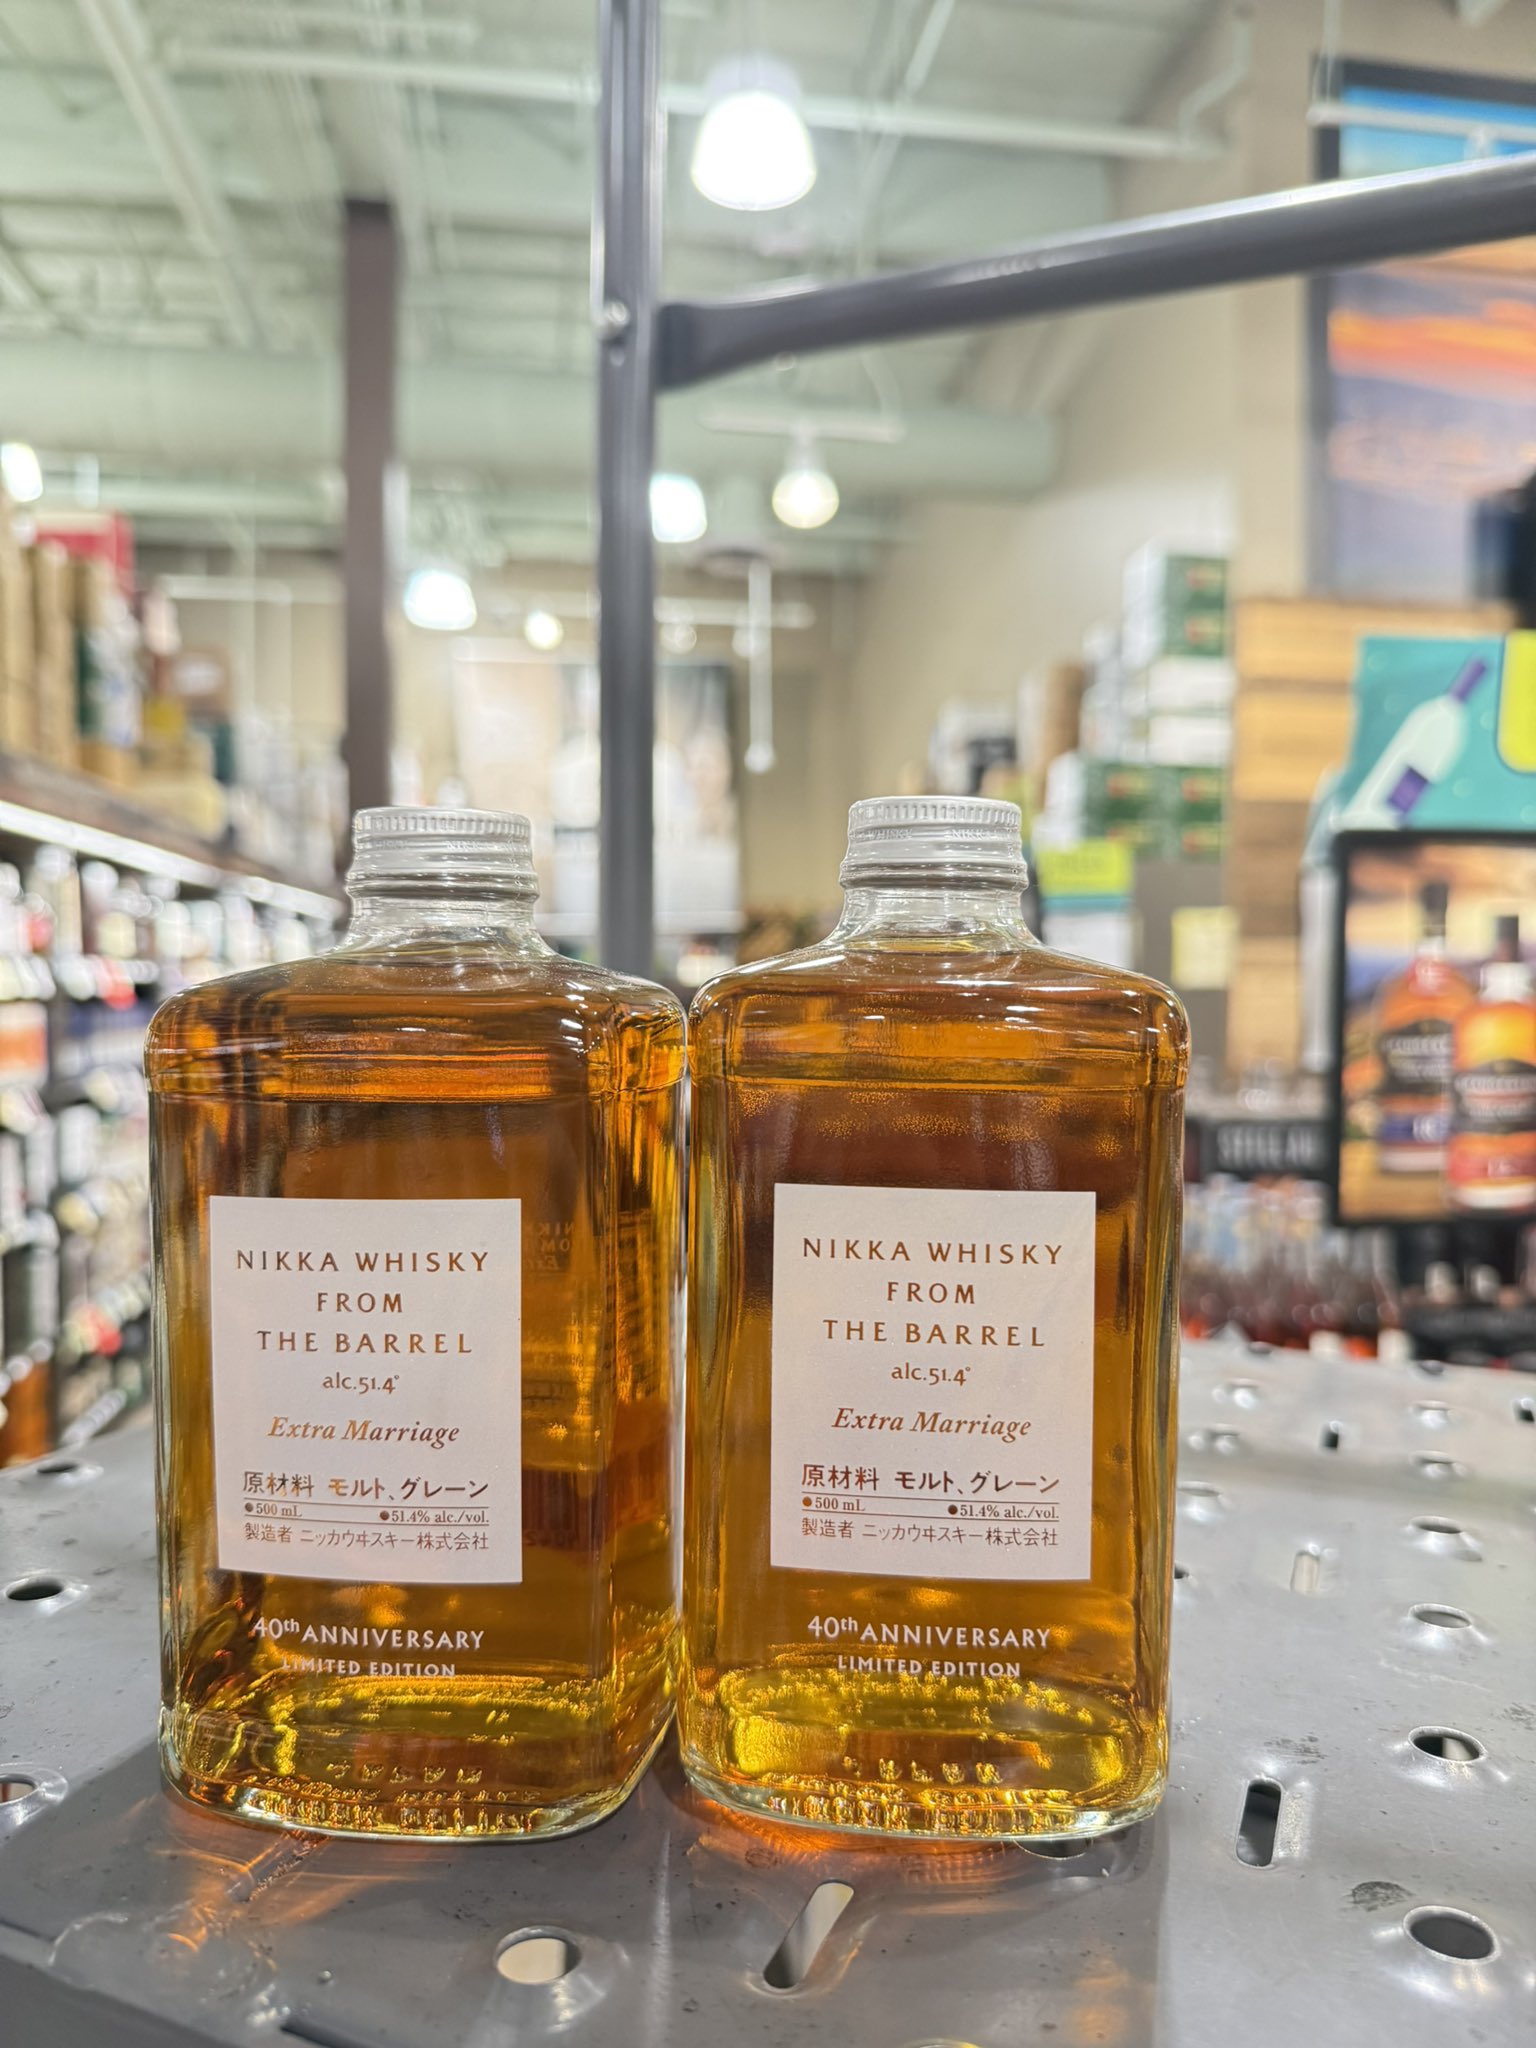 WHISKY NIKKA
NIKKA WHISKY
FROM
THE BARREL
alc.51.4°
Extra Marriage
原材料 モルト、グレーン
●500 mL ●51.4% alc./vol.
製造者 ニッカウヰスキー株式会社
40th ANNIVERSARY
LIMITED EDITION
NIKKA WHISKY
FROM
THE BARREL
alc.51.4°
Extra Marriage
原材料 モルト、グレーン
●500 mL ●51.4% alc./vol.
製造者 ニッカウヰスキー株式会社
40th ANNIVERSARY
LIMITED EDITION